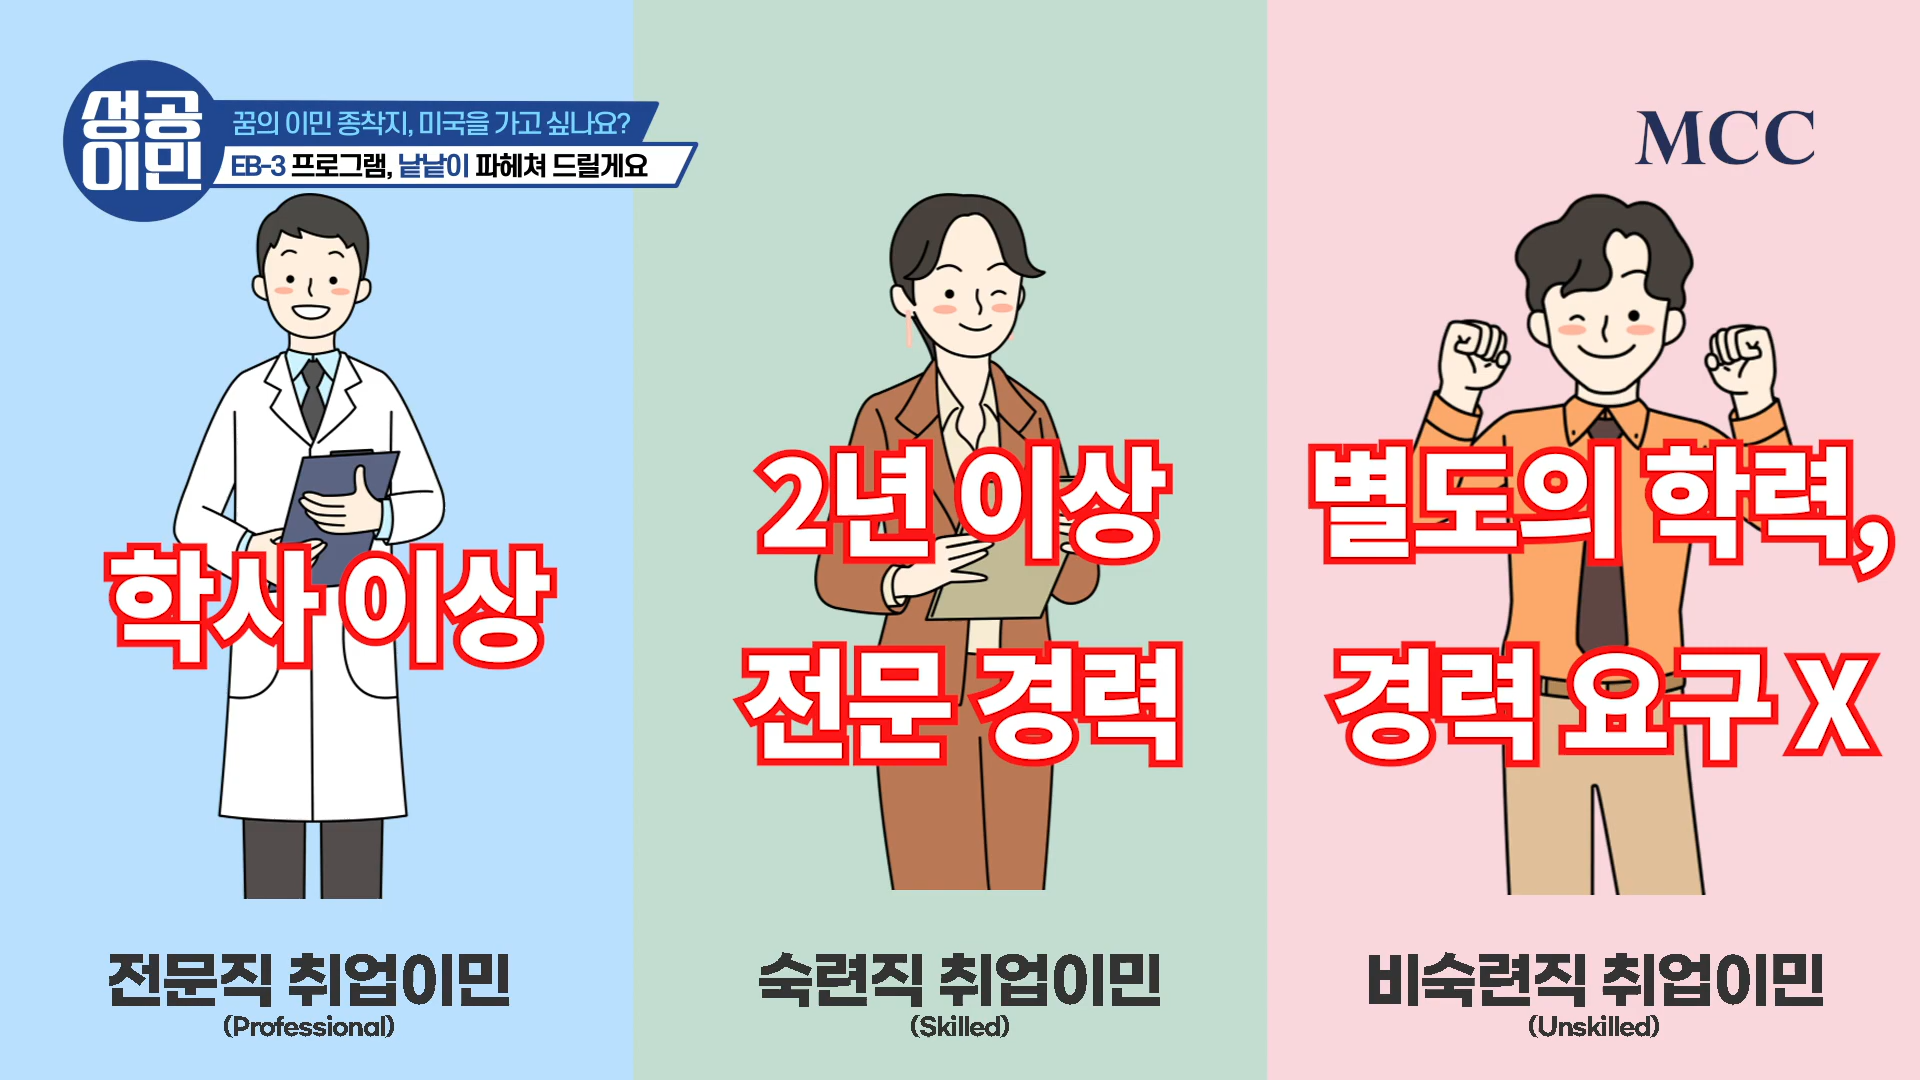 성공
이민
꿈의 이민 종착지, 미국을 가고 싶나요?
EB-3 프로그램, 낱낱이 파헤쳐 드릴게요
MCC
학사 이상
2년 이상
전문 경력
별도의 학력,
경력 요구 X
전문직 취업이민
(Professional)
숙련직 취업이민
(Skilled)
비숙련직 취업이민
(Unskilled)